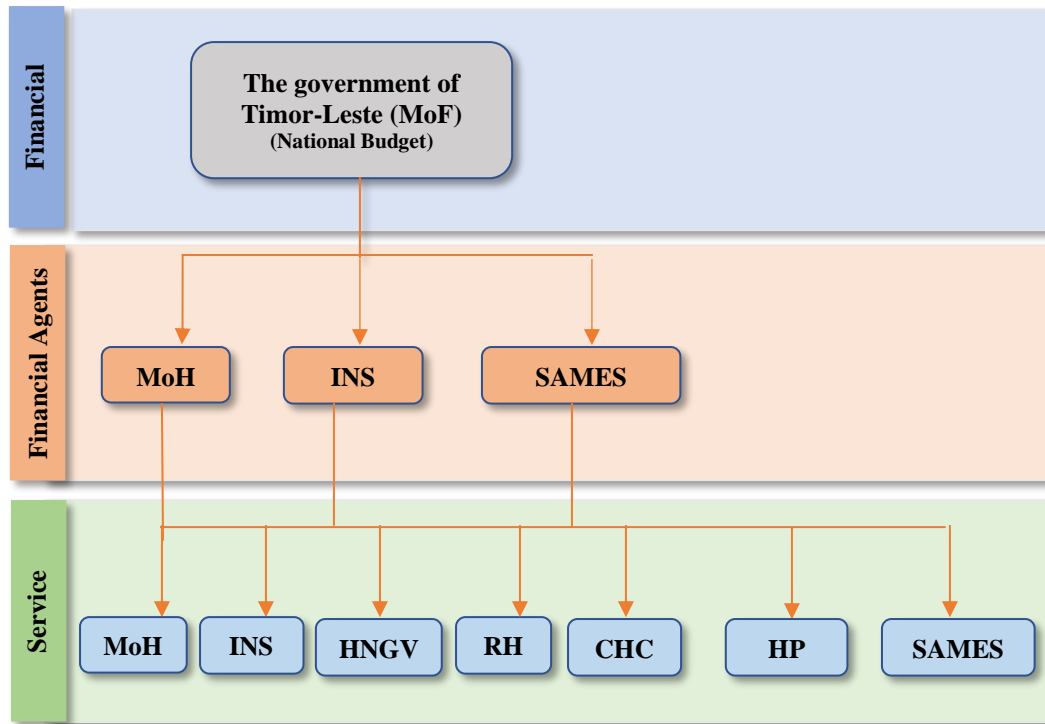 Financial
The government of
Timor-Leste (MoF)
(National Budget)
Financial Agents
MoH
INS
SAMES
Service
MoH
INS
HNGV
RH
CHC
HP
SAMES